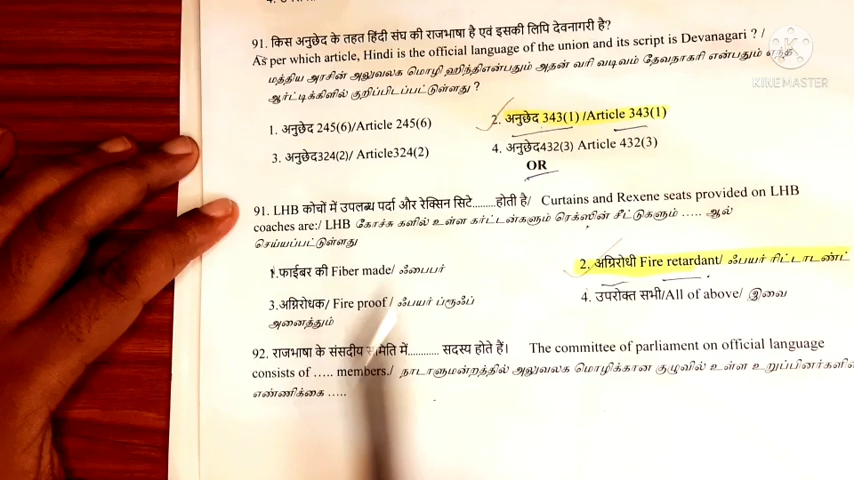 91. किस अनुच्छेद के तहत हिंदी संघ की राजभाषा है एवं इसकी लिपि देवनागरी है?
As per which article, Hindi is the official language of the union and its script is Devanagari ? /
மத்திய அரசின் அலுவலக மொழி ஹிந்திஎன்பதும் அதன் வரி வடிவம் தேவநாகரி என்பதும் எந்த
ஆர்ட்டிக்கிளில் குறிப்பிடப்பட்டுள்ளது ?
1. अनुच्छेद 245(6)/Article 245(6)
2. अनुच्छेद 343(1) /Article 343(1)
3. अनुच्छेद324(2)/ Article324(2)
4. अनुच्छेद432(3) Article 432(3)
OR
91. LHB कोचों में उपलब्ध पर्दा और रेक्सिन सिटे.........होती है/ Curtains and Rexene seats provided on LHB
coaches are:/ LHB கோச்சு களில் உள்ள கர்ட்டன்களும் ரெக்ஸின் சீட்டுகளும் ..... ஆல்
செய்யப்பட்டுள்ளது
1.फाईबर की Fiber made/ ஃபைபர்
2. अग्निरोधी Fire retardant/ ஃபயர் ரிட்டாடண்ட்
3.अग्निरोधक/ Fire proof / ஃபயர் ப்ரூஃப்
4. उपरोक्त सभी/All of above/ இவை
அனைத்தும்
92. राजभाषा के संसदीय समिति में............ सदस्य होते हैं। The committee of parliament on official language
consists of ….. members./ நாடாளுமன்றத்தில் அலுவலக மொழிக்கான குழுவில் உள்ள உறுப்பினர்களின்
எண்ணிக்கை .....
KINEMASTER